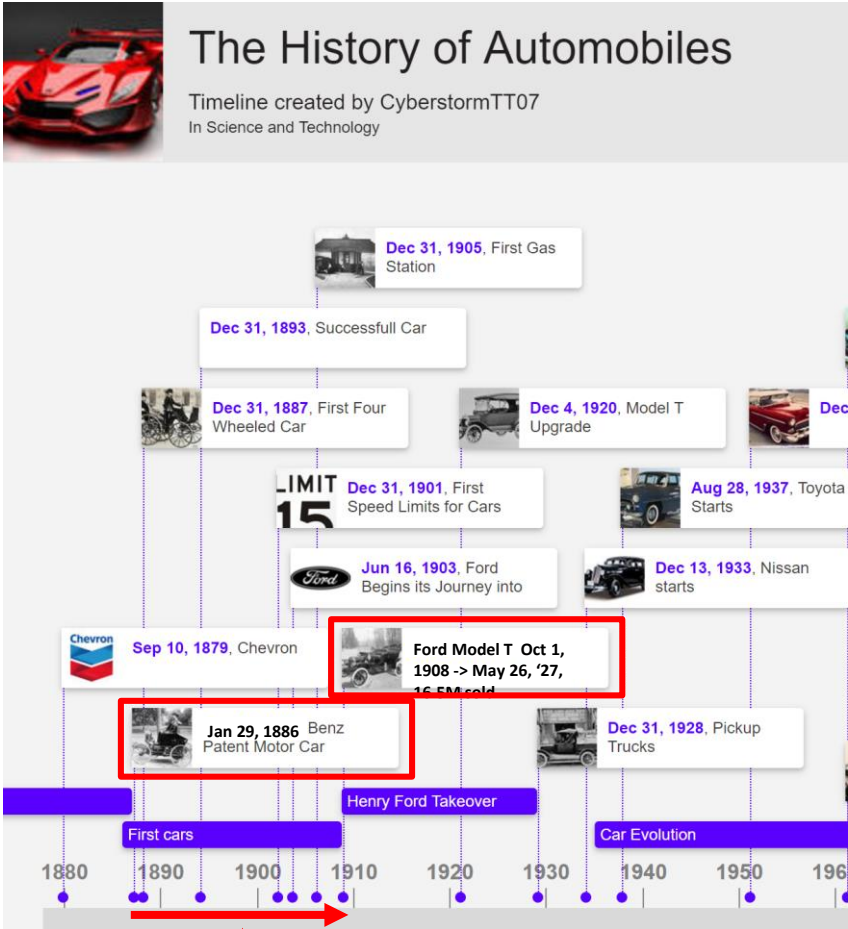 The History of Automobiles
Timeline created by CyberstormTT07
In Science and Technology
Dec 31, 1905, First Gas
Station
Dec 31, 1893, Successfull Car
Dec 31, 1887, First Four
Wheeled Car
Dec 4, 1920, Model T
Upgrade
Dec
LIMIT
15
Dec 31, 1901, First
Speed Limits for Cars
Aug 28, 1937, Toyota
Starts
Ford
Jun 16, 1903, Ford
Begins its Journey into
Dec 13, 1933, Nissan
starts
Chevron
Sep 10, 1879, Chevron
Ford Model T Oct 1,
1908 -> May 26, ‘27,
16.5M sold
Jan 29, 1886 Benz
Patent Motor Car
Dec 31, 1928, Pickup
Trucks
Henry Ford Takeover
First cars
Car Evolution
1880 1890 1900 1910 1920 1930 1940 1950 196